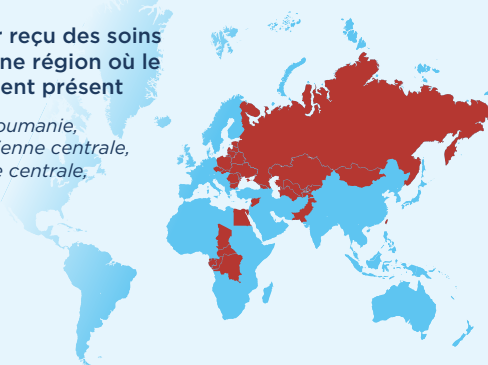 reçu des soins
ne région où le
ent présent
oumanie,
ienne centrale,
e centrale,